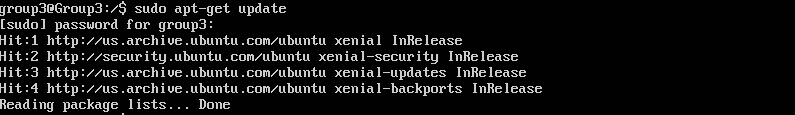 group3@Group3:/$ sudo apt-get update
[sudo] password for group3:
Hit:1 http://us.archive.ubuntu.com/ubuntu xenial InRelease
Hit:2 http://security.ubuntu.com/ubuntu xenial-security InRelease
Hit:3 http://us.archive.ubuntu.com/ubuntu xenial-updates InRelease
Hit:4 http://us.archive.ubuntu.com/ubuntu xenial-backports InRelease
Reading package lists... Done